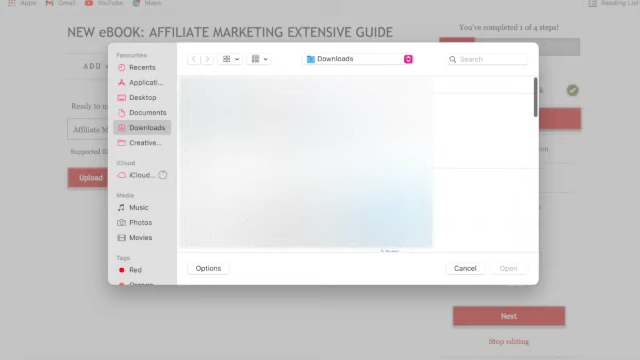 Apps Gmail YouTube Maps Reading List
NEW eBOOK: AFFILIATE MARKETING EXTENSIVE GUIDE
You've completed 1 of 4 steps!
Favourites
Recents
Applicati...
Desktop
Documents
Downloads
Creative...
iCloud
iCloud...
Media
Music
Photos
Movies
Tags
Red
Orange
Downloads
Search
ADD
Ready to u
Affiliate M
Supported fi
Upload
Options
Cancel
Open
Next
Stop editing